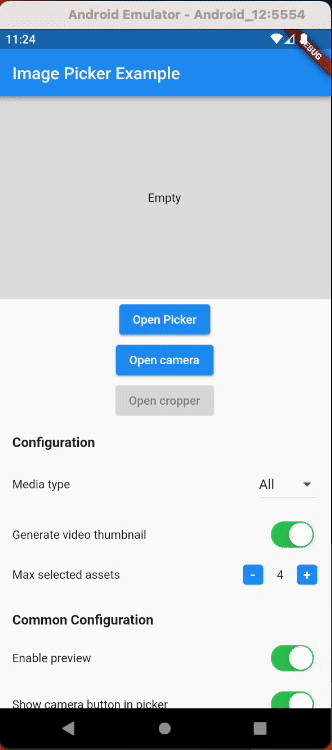 Android Emulator - Android_12:5554
11:24
DEBUG
Image Picker Example
Empty
Open Picker
Open camera
Open cropper
Configuration
Media type All
Generate video thumbnail
Max selected assets - 4 +
Common Configuration
Enable preview
Show camera button in picker